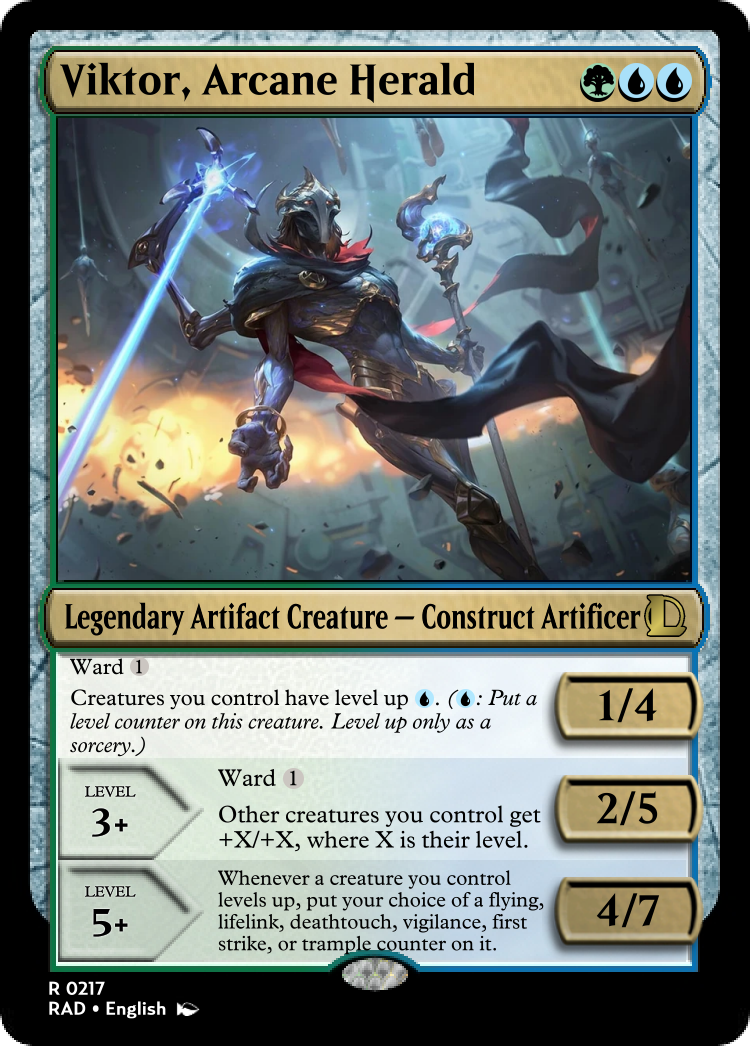 Viktor, Arcane Herald
Legendary Artifact Creature – Construct Artificer
Ward 1
Creatures you control have level up . (: Put a
level counter on this creature. Level up only as a
sorcery.)
1/4
LEVEL
3+
Ward 1
Other creatures you control get
+X/+X, where X is their level.
2/5
LEVEL
5+
Whenever a creature you control
levels up, put your choice of a flying,
lifelink, deathtouch, vigilance, first
strike, or trample counter on it.
4/7
R 0217
RAD • English